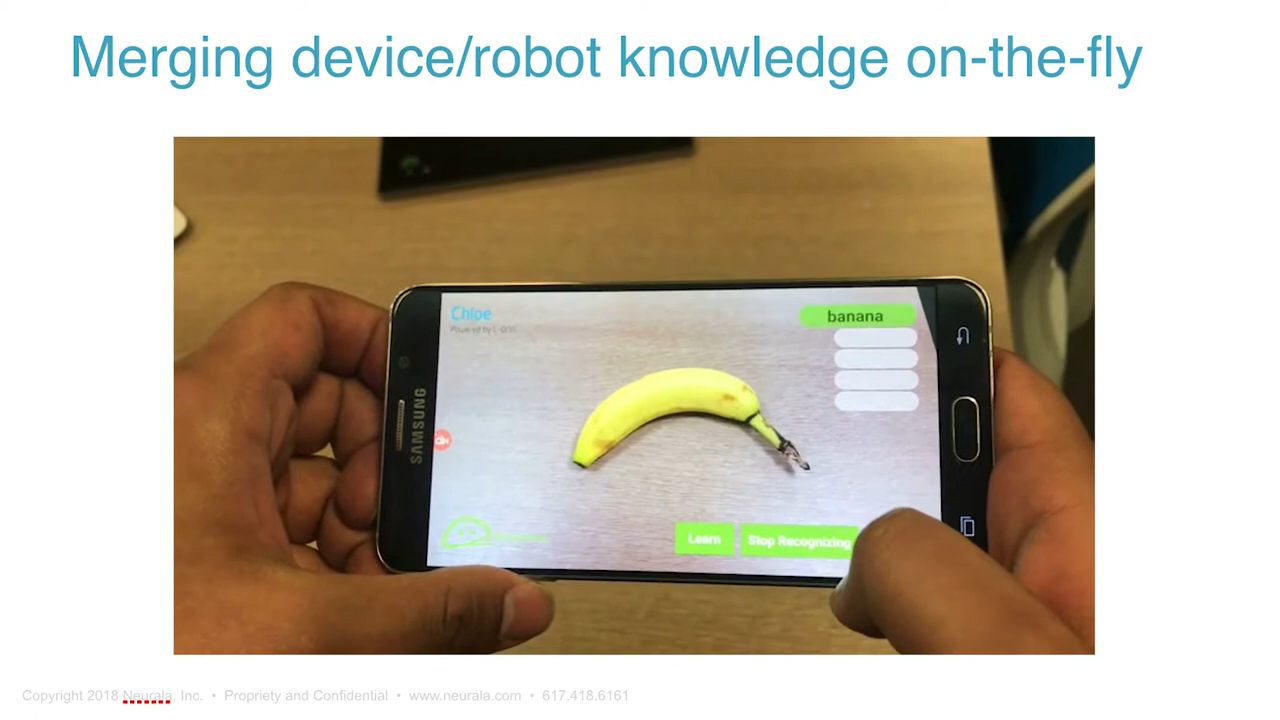 Merging device/robot knowledge on-the-fly
Chipe
banana
SAMSUNG
Learn
Stop Recognizing
Copyright 2018 Neurala, Inc. • Propriety and Confidential • www.neurala.com • 617.418.6161